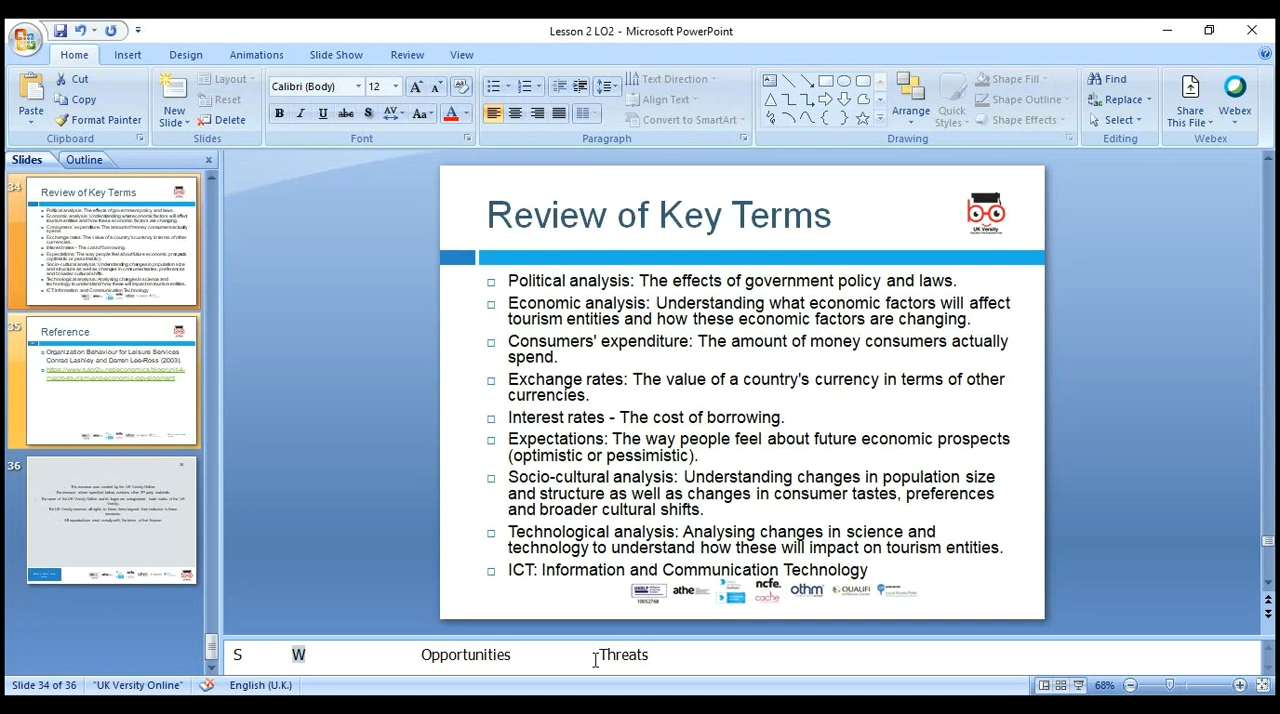 Lesson 2 LO2 - Microsoft PowerPoint
Home Insert Design Animations Slide Show Review View
Cut
Copy
Format Painter
Paste
Clipboard
New Slide
Layout
Reset
Delete
Slides
Calibri (Body) 12
B I U abc S AV Aa A
Font
Text Direction
Align Text
Convert to SmartArt
Paragraph
Arrange
Quick Styles
Shape Fill
Shape Outline
Shape Effects
Drawing
Find
Replace
Select
Editing
Share This File
Webex
Webex
Slides Outline
34
Review of Key Terms
35
Reference
Organization Behaviour for Leisure Services
Conrad Lashley and Darren Lee-Ross (2003).
36
Review of Key Terms
UK Versity
Political analysis: The effects of government policy and laws.
Economic analysis: Understanding what economic factors will affect
tourism entities and how these economic factors are changing.
Consumers' expenditure: The amount of money consumers actually
spend.
Exchange rates: The value of a country's currency in terms of other
currencies.
Interest rates - The cost of borrowing.
Expectations: The way people feel about future economic prospects
(optimistic or pessimistic).
Socio-cultural analysis: Understanding changes in population size
and structure as well as changes in consumer tastes, preferences
and broader cultural shifts.
Technological analysis: Analysing changes in science and
technology to understand how these will impact on tourism entities.
ICT: Infomation and Communication Technology
10052768
athe
ncfe.
cache
othm
QUALIFI
S W Opportunities Threats
Slide 34 of 36 "UK Versity Online" English (U.K.) 68%